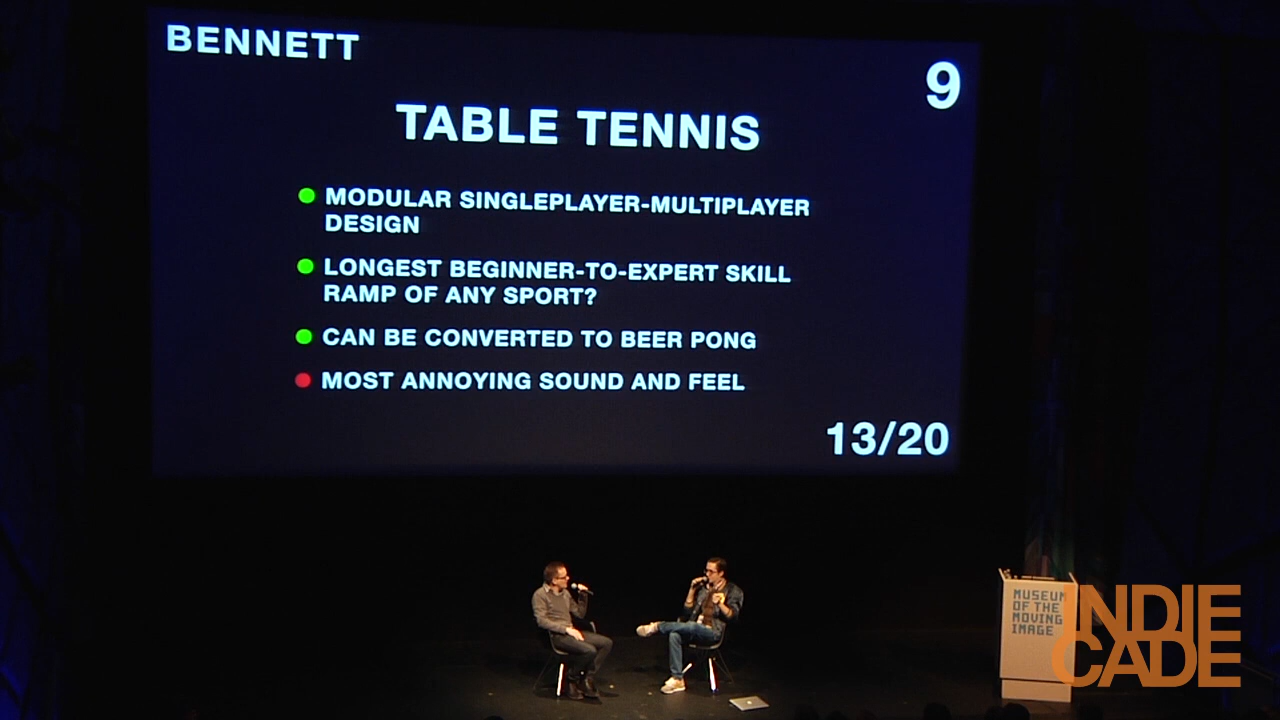 BENNETT
9
TABLE TENNIS
MODULAR SINGLEPLAYER-MULTIPLAYER
DESIGN
LONGEST BEGINNER-TO-EXPERT SKILL
RAMP OF ANY SPORT?
CAN BE CONVERTED TO BEER PONG
MOST ANNOYING SOUND AND FEEL
13/20
MUSEUM
OF THE
MOVING
IMAGE
INDIE
CADE